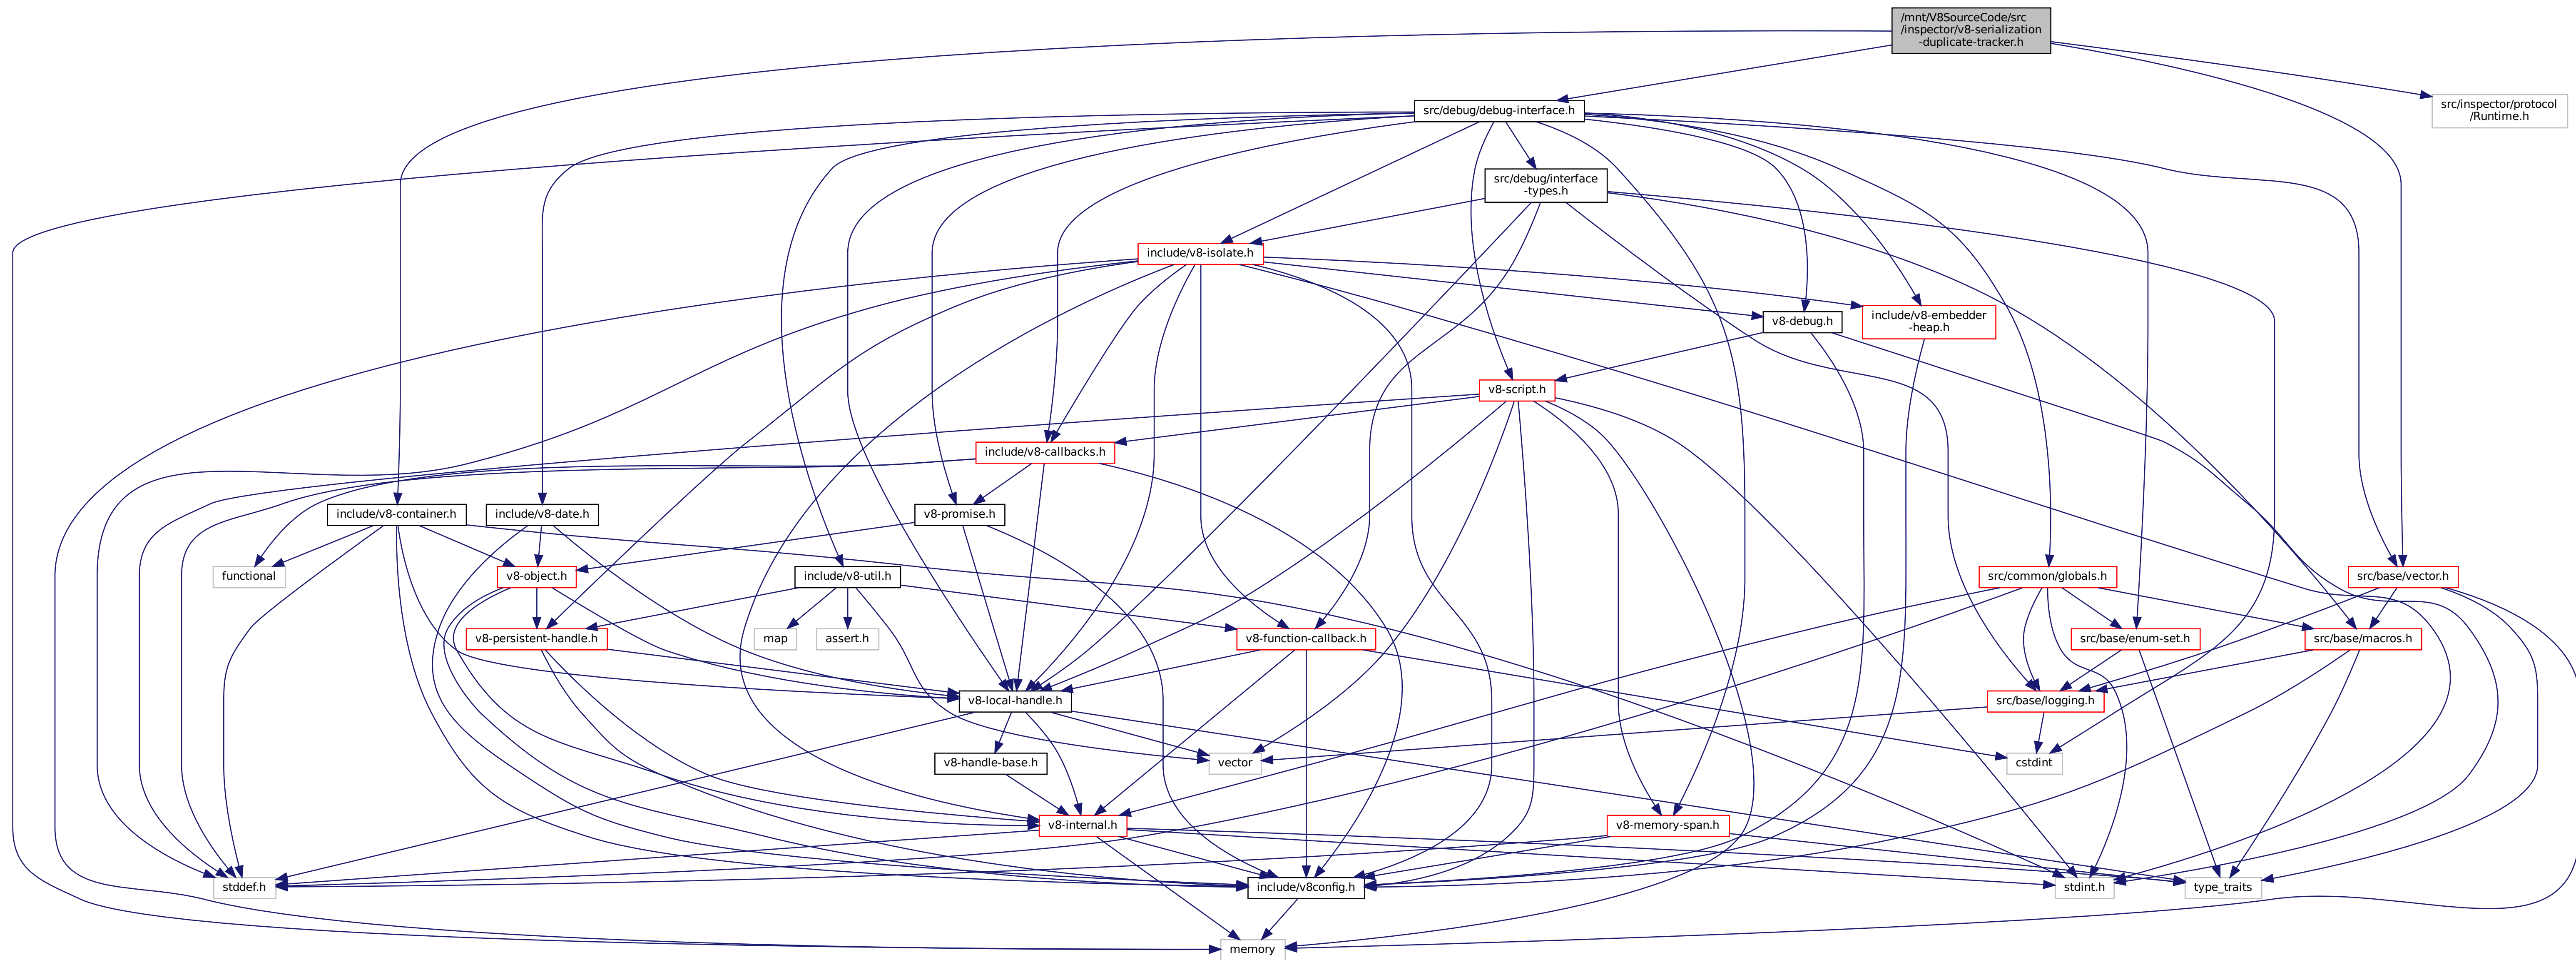 /mnt/V8SourceCode/src
/inspector/v8-serialization
-duplicate-tracker.h
src/debug/debug-interface.h
src/inspector/protocol
/Runtime.h
src/debug/interface
-types.h
include/v8-isolate.h
v8-debug.h
include/v8-embedder
-heap.h
v8-script.h
include/v8-callbacks.h
include/v8-container.h
include/v8-date.h
v8-promise.h
functional
v8-object.h
include/v8-util.h
src/common/globals.h
src/base/vector.h
v8-persistent-handle.h
map
assert.h
v8-function-callback.h
src/base/enum-set.h
src/base/macros.h
v8-local-handle.h
src/base/logging.h
v8-handle-base.h
vector
cstdint
v8-internal.h
v8-memory-span.h
stddef.h
include/v8config.h
stdint.h
type_traits
memory